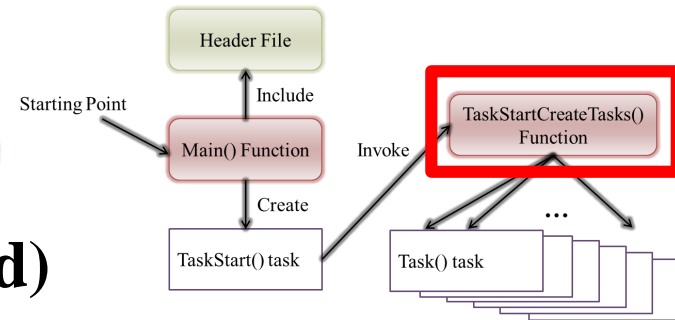 Header File
Starting Point
Include
Main() Function
TaskStartCreateTasks()
Function
Invoke
Create
...
TaskStart() task
Task() task
d)